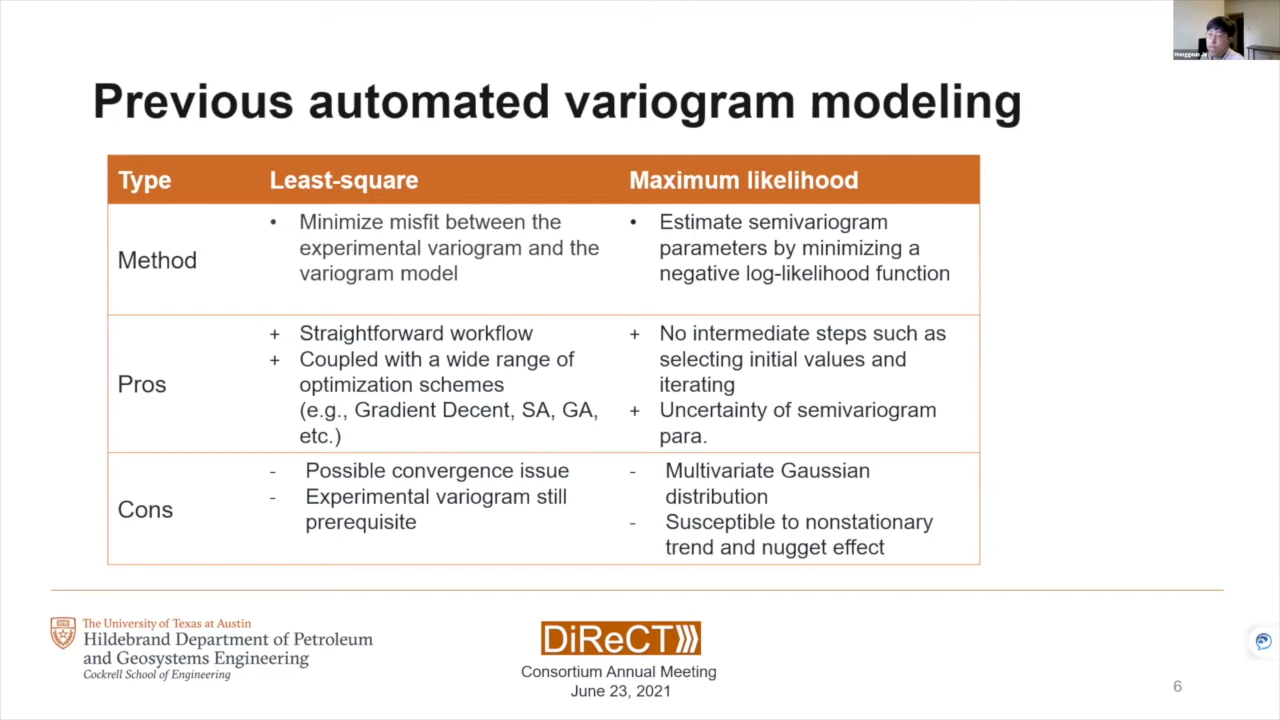 Honggeun Jo
Previous automated variogram modeling
Type
Least-square
Maximum likelihood
Method
• Minimize misfit between the
experimental variogram and the
variogram model
• Estimate semivariogram
parameters by minimizing a
negative log-likelihood function
Pros
+ Straightforward workflow
+ Coupled with a wide range of
optimization schemes
(e.g., Gradient Decent, SA, GA,
etc.)
+ No intermediate steps such as
selecting initial values and
iterating
+ Uncertainty of semivariogram
para.
Cons
- Possible convergence issue
- Experimental variogram still
prerequisite
- Multivariate Gaussian
distribution
- Susceptible to nonstationary
trend and nugget effect
The University of Texas at Austin
Hildebrand Department of Petroleum
and Geosystems Engineering
Cockrell School of Engineering
DiReCT
Consortium Annual Meeting
June 23, 2021
6